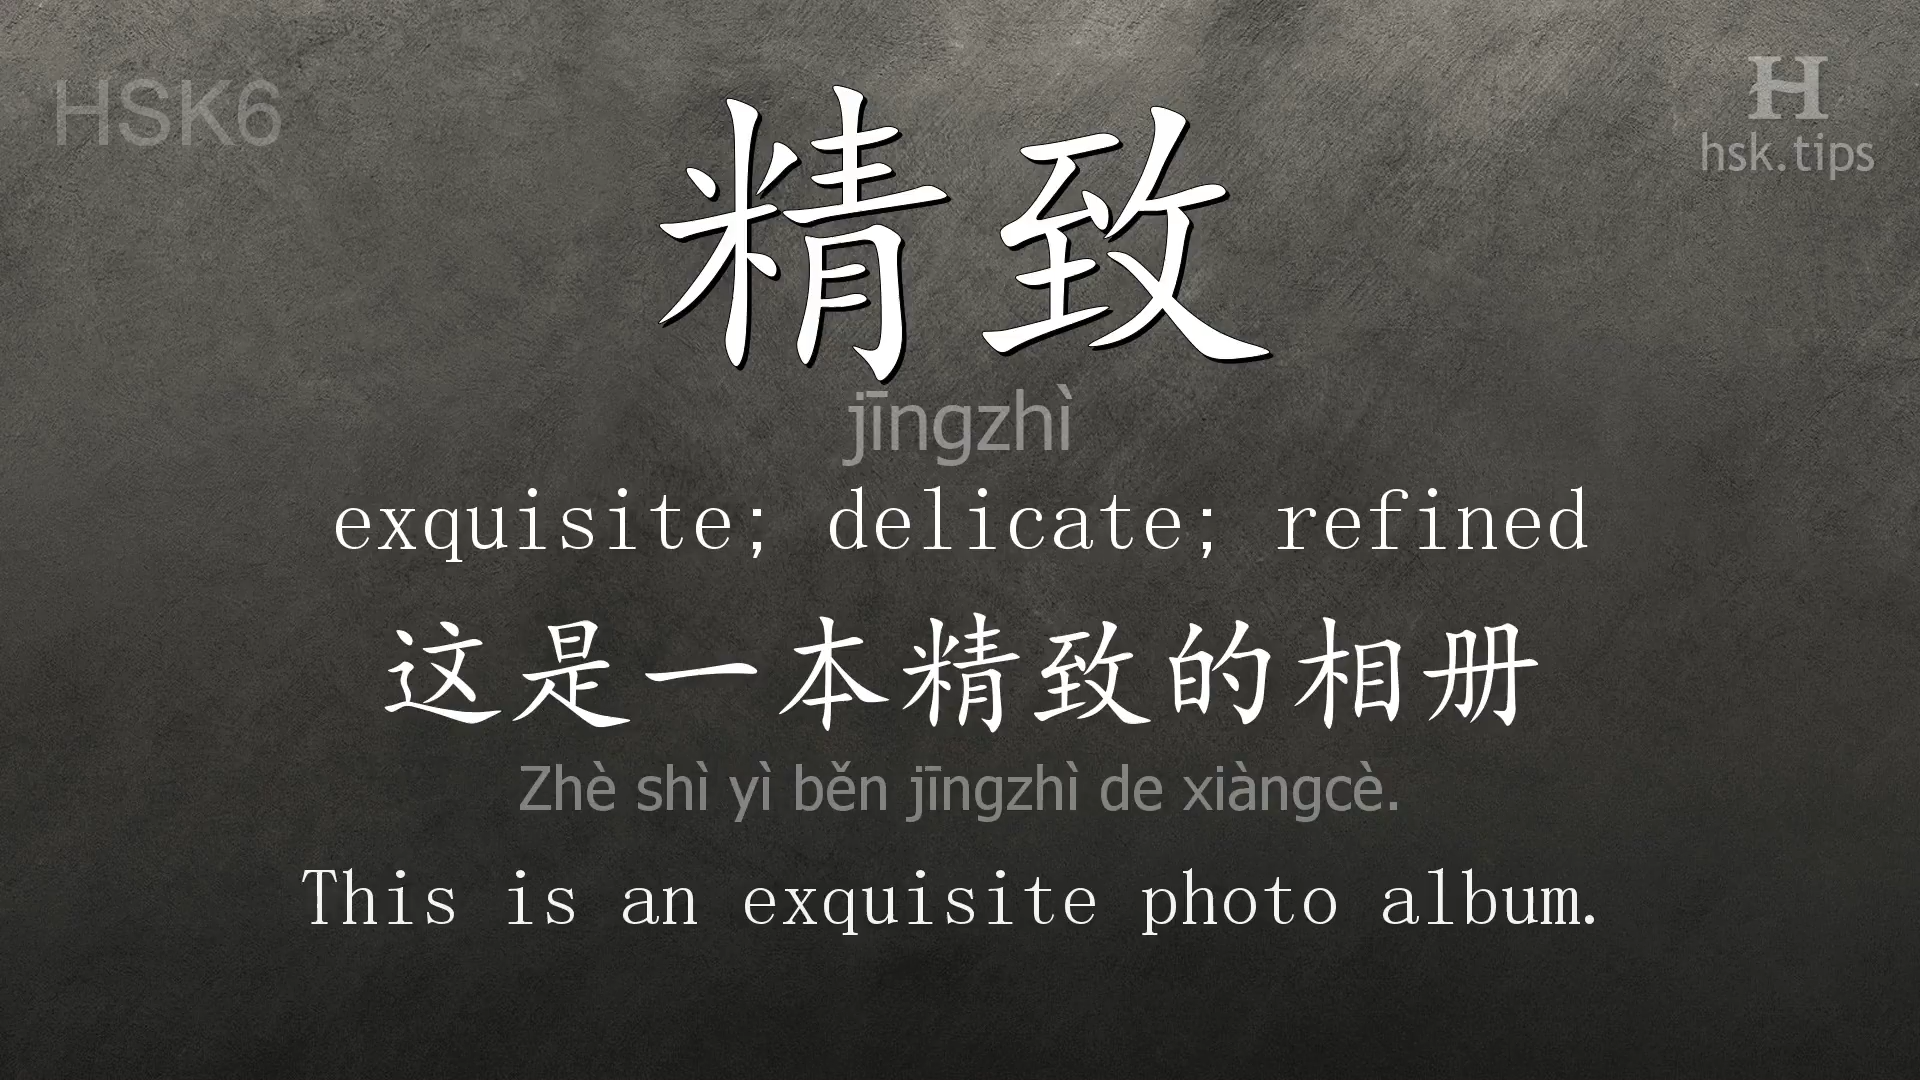 HSK6
H
hsk.tips
精致
jīngzhì
exquisite; delicate; refined
这是一本精致的相册
Zhè shì yì běn jīngzhì de xiàngcè.
This is an exquisite photo album.